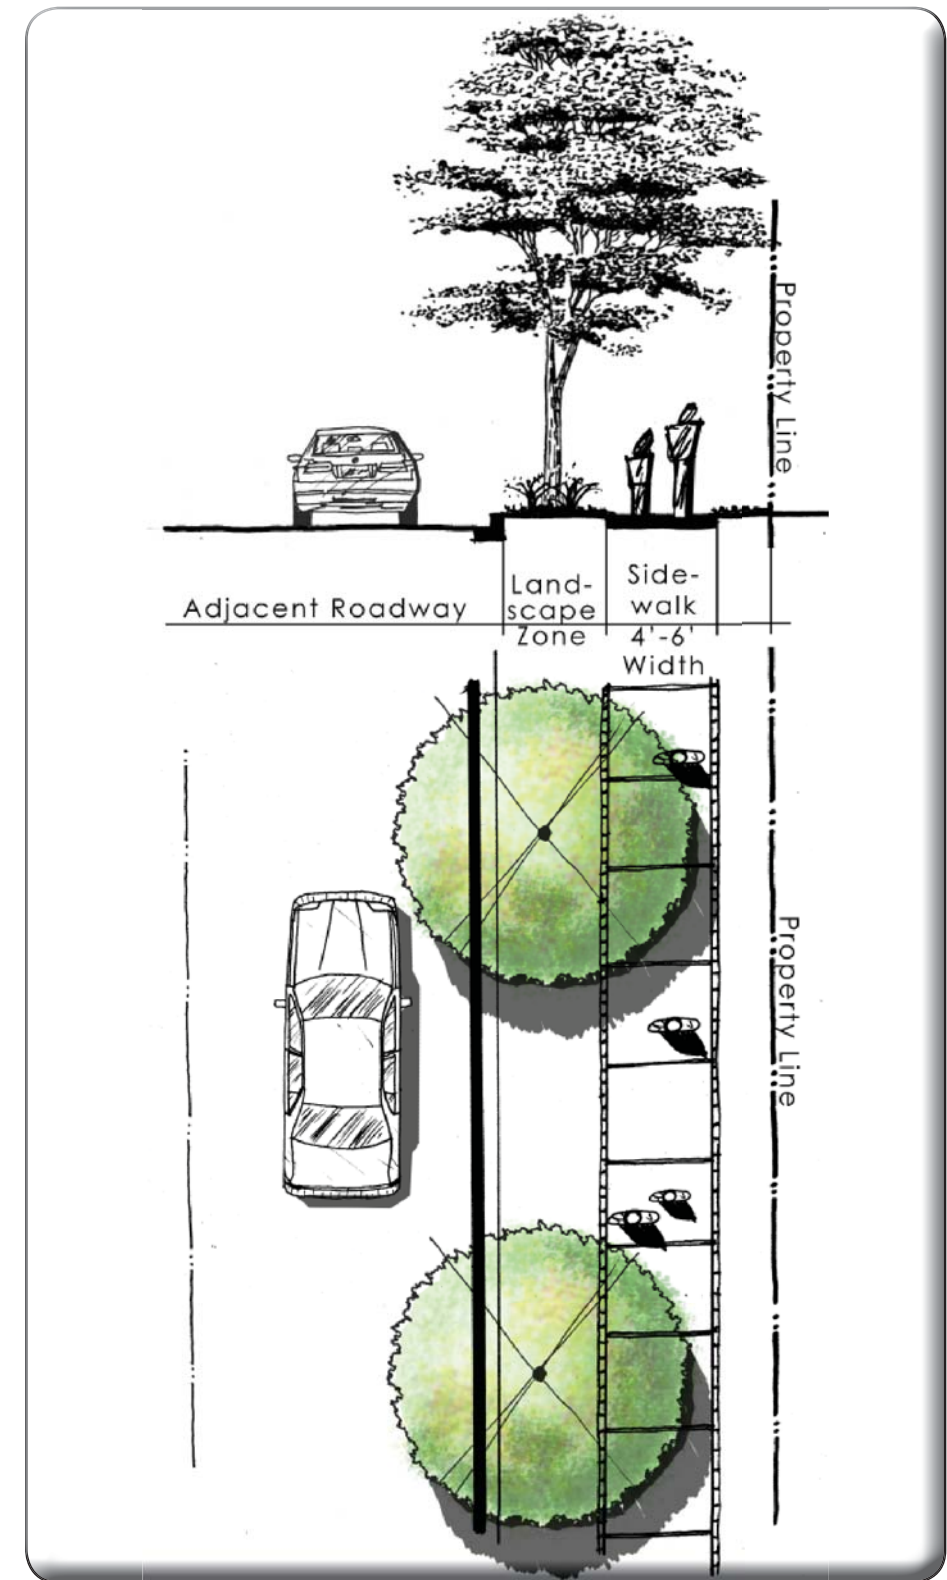 Property Line
Adjacent Roadway
Land-
scape
Zone
Side-
walk
4'-6'
Width
Property Line